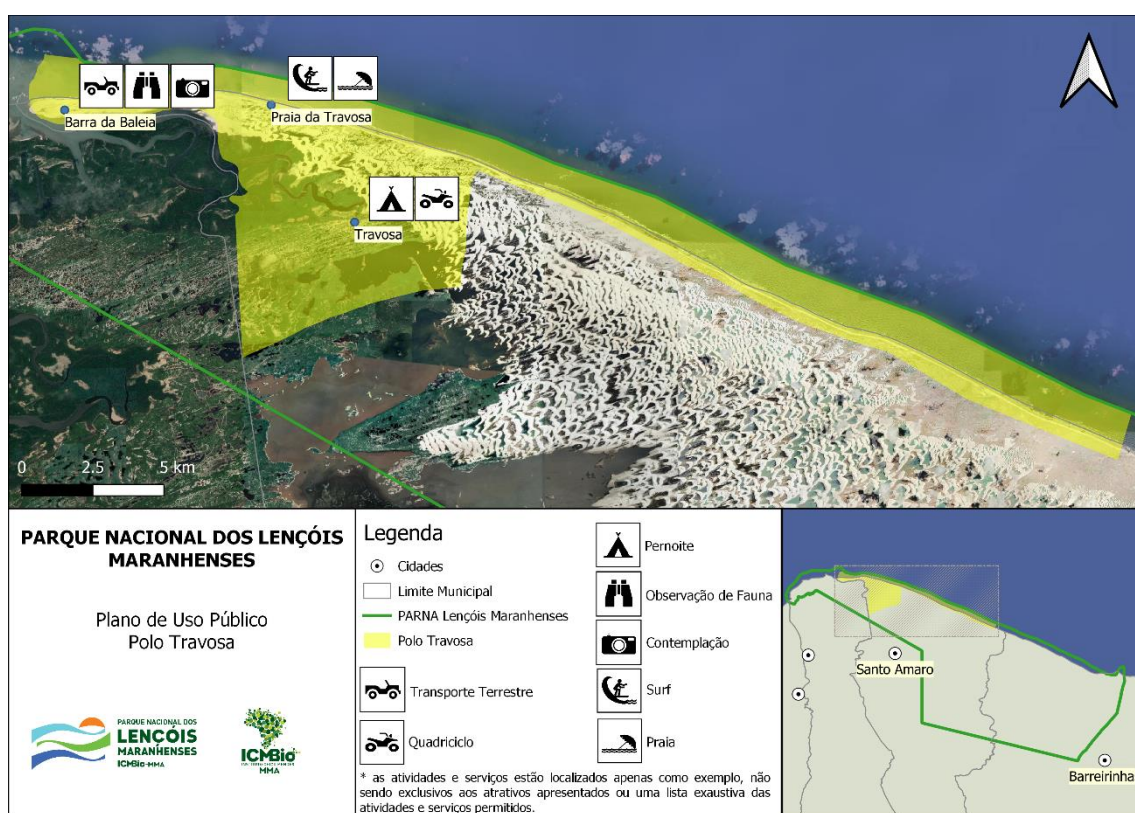 Barra da Baleia
Praia da Travosa
Travosa
0 2.5 5 km
PARQUE NACIONAL DOS LENÇÓIS
MARANHENSES
Plano de Uso Público
Polo Travosa
PARQUE NACIONAL DOS
LENÇÓIS
MARANHENSES
ICMBio-MMA
ICMBio
MMA
Legenda
Cidades
Limite Municipal
PARNA Lençóis Maranhenses
Polo Travosa
Transporte Terrestre
Quadriciclo
Pernoite
Observação de Fauna
Contemplação
Surf
Praia
* as atividades e serviços estão localizados apenas como exemplo, não
sendo exclusivos aos atrativos apresentados ou uma lista exaustiva das
atividades e serviços permitidos.
Santo Amaro
Barreirinha